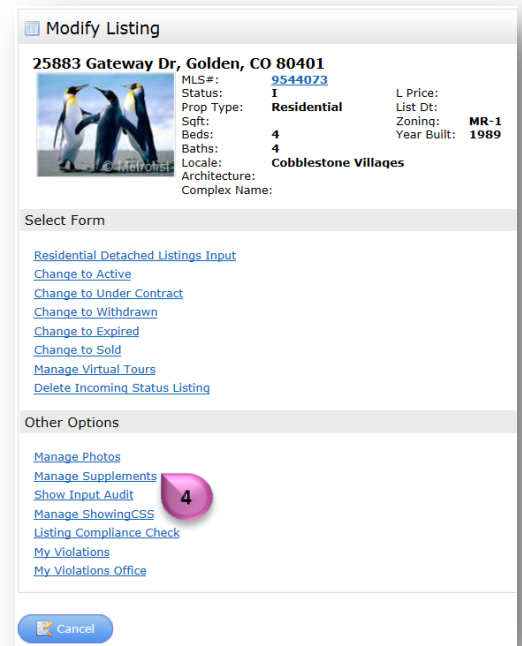 Modify Listing
25883 Gateway Dr, Golden, CO 80401
MLS#: 9544073
Status: I L Price:
Prop Type: Residential List Dt:
Sqft: Zoning: MR-1
Beds: 4 Year Built: 1989
Baths: 4
Locale: Cobblestone Villages
Architecture:
Complex Name:
© Metrolist
Select Form
Residential Detached Listings Input
Change to Active
Change to Under Contract
Change to Withdrawn
Change to Expired
Change to Sold
Manage Virtual Tours
Delete Incoming Status Listing
Other Options
Manage Photos
Manage Supplements
Show Input Audit
4
Manage ShowingCSS
Listing Compliance Check
My Violations
My Violations Office
Cancel